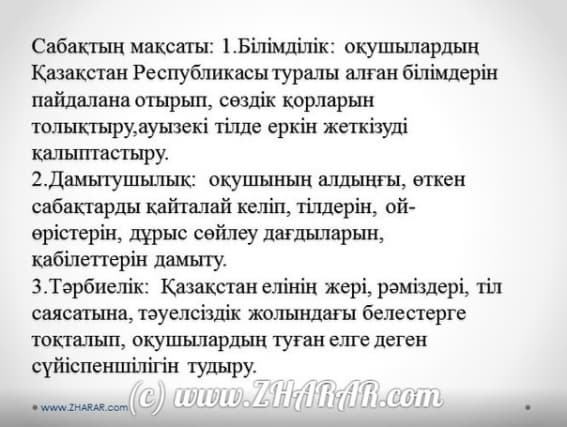 Сабақтың мақсаты: 1.Білімділік: оқушылардың
Қазақстан Республикасы туралы алған білімдерін
пайдалана отырып, сөздік қорларын
толықтыру,ауызекі тілде еркін жеткізуді
қалыптастыру.
2.Дамытушылық: оқушының алдыңғы, өткен
сабақтарды қайталай келіп, тілдерін, ой-
өрістерін, дұрыс сөйлеу дағдыларын,
қабілеттерін дамыту.
3.Тәрбиелік: Қазақстан елінің жері, рәміздері, тіл
саясатына, тәуелсіздік жолындағы белестерге
тоқталып, оқушылардың туған елге деген
сүйіспеншілігін тудыру.
www.ZHARAR.com
(c) www.ZHARAR.com